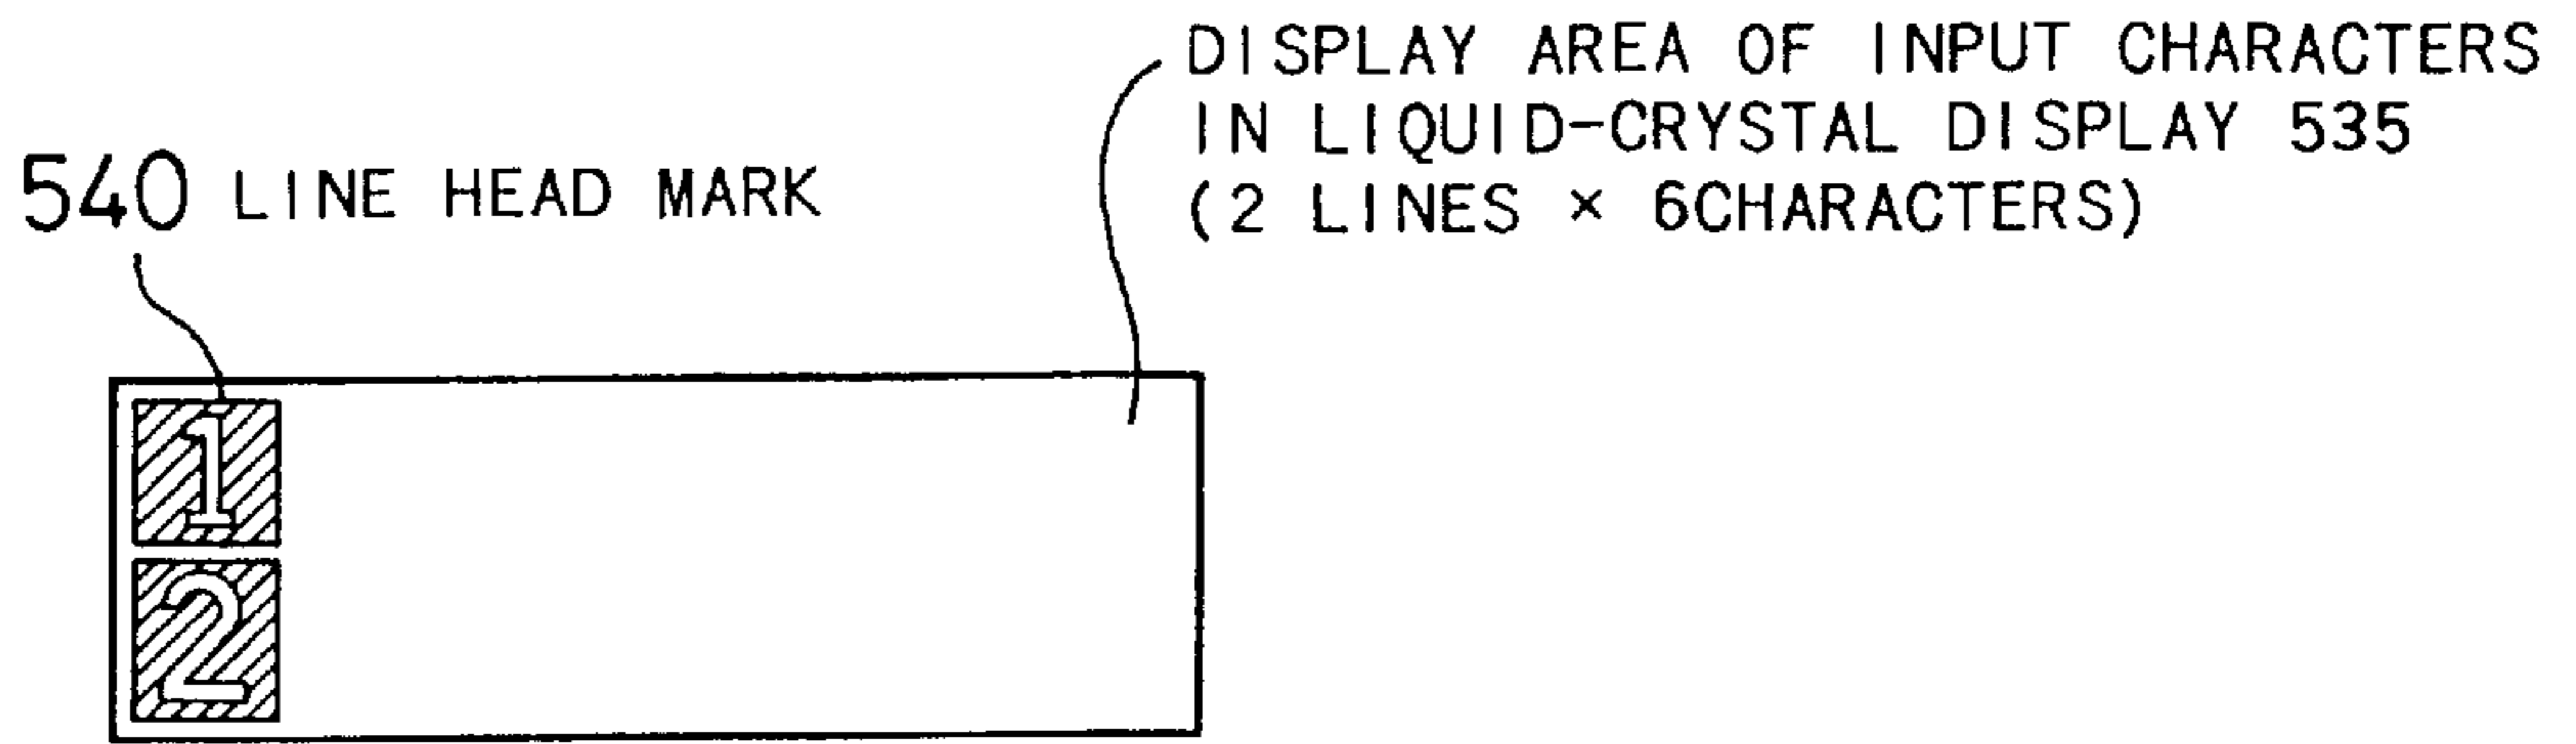 DISPLAY AREA OF INPUT CHARACTERS
IN LIQUID-CRYSTAL DISPLAY 535
(2 LINES × 6CHARACTERS)
540 LINE HEAD MARK
1
2